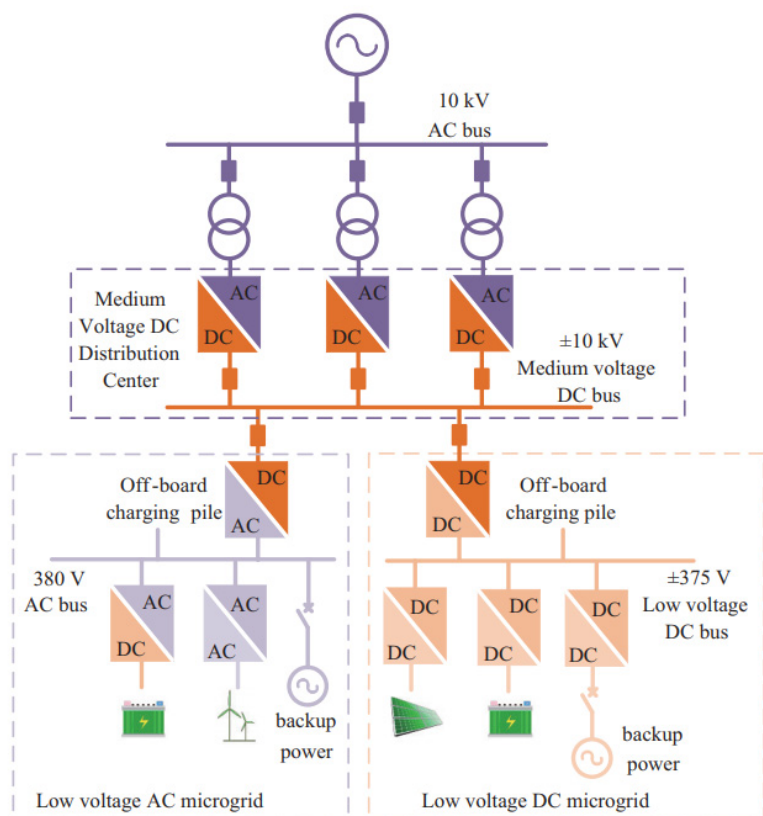 10 kV
AC bus
AC
AC
AC
DC
DC
DC
Medium
Voltage DC
Distribution
Center
±10 kV
Medium voltage
DC bus
Off-board
charging pile
DC
AC
380 V
AC bus
AC
DC
AC
AC
backup
power
Low voltage AC microgrid
DC
DC
Off-board
charging pile
±375 V
Low voltage
DC bus
DC
DC
DC
DC
DC
DC
backup
power
Low voltage DC microgrid